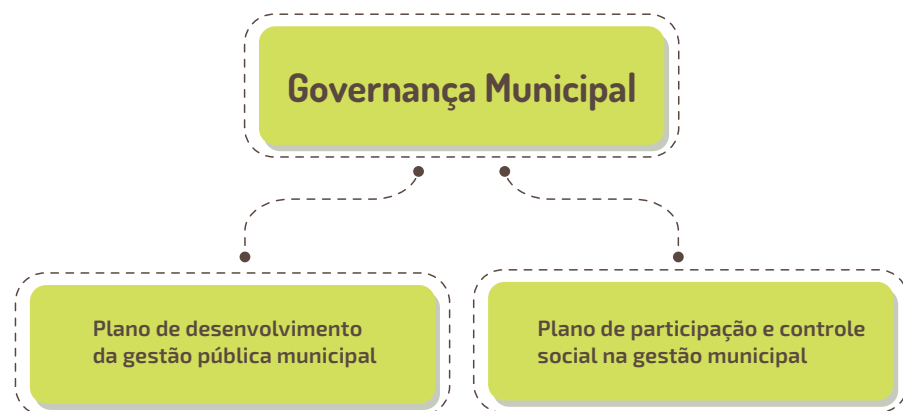 Governança Municipal
Plano de desenvolvimento
da gestão pública municipal
Plano de participação e controle
social na gestão municipal